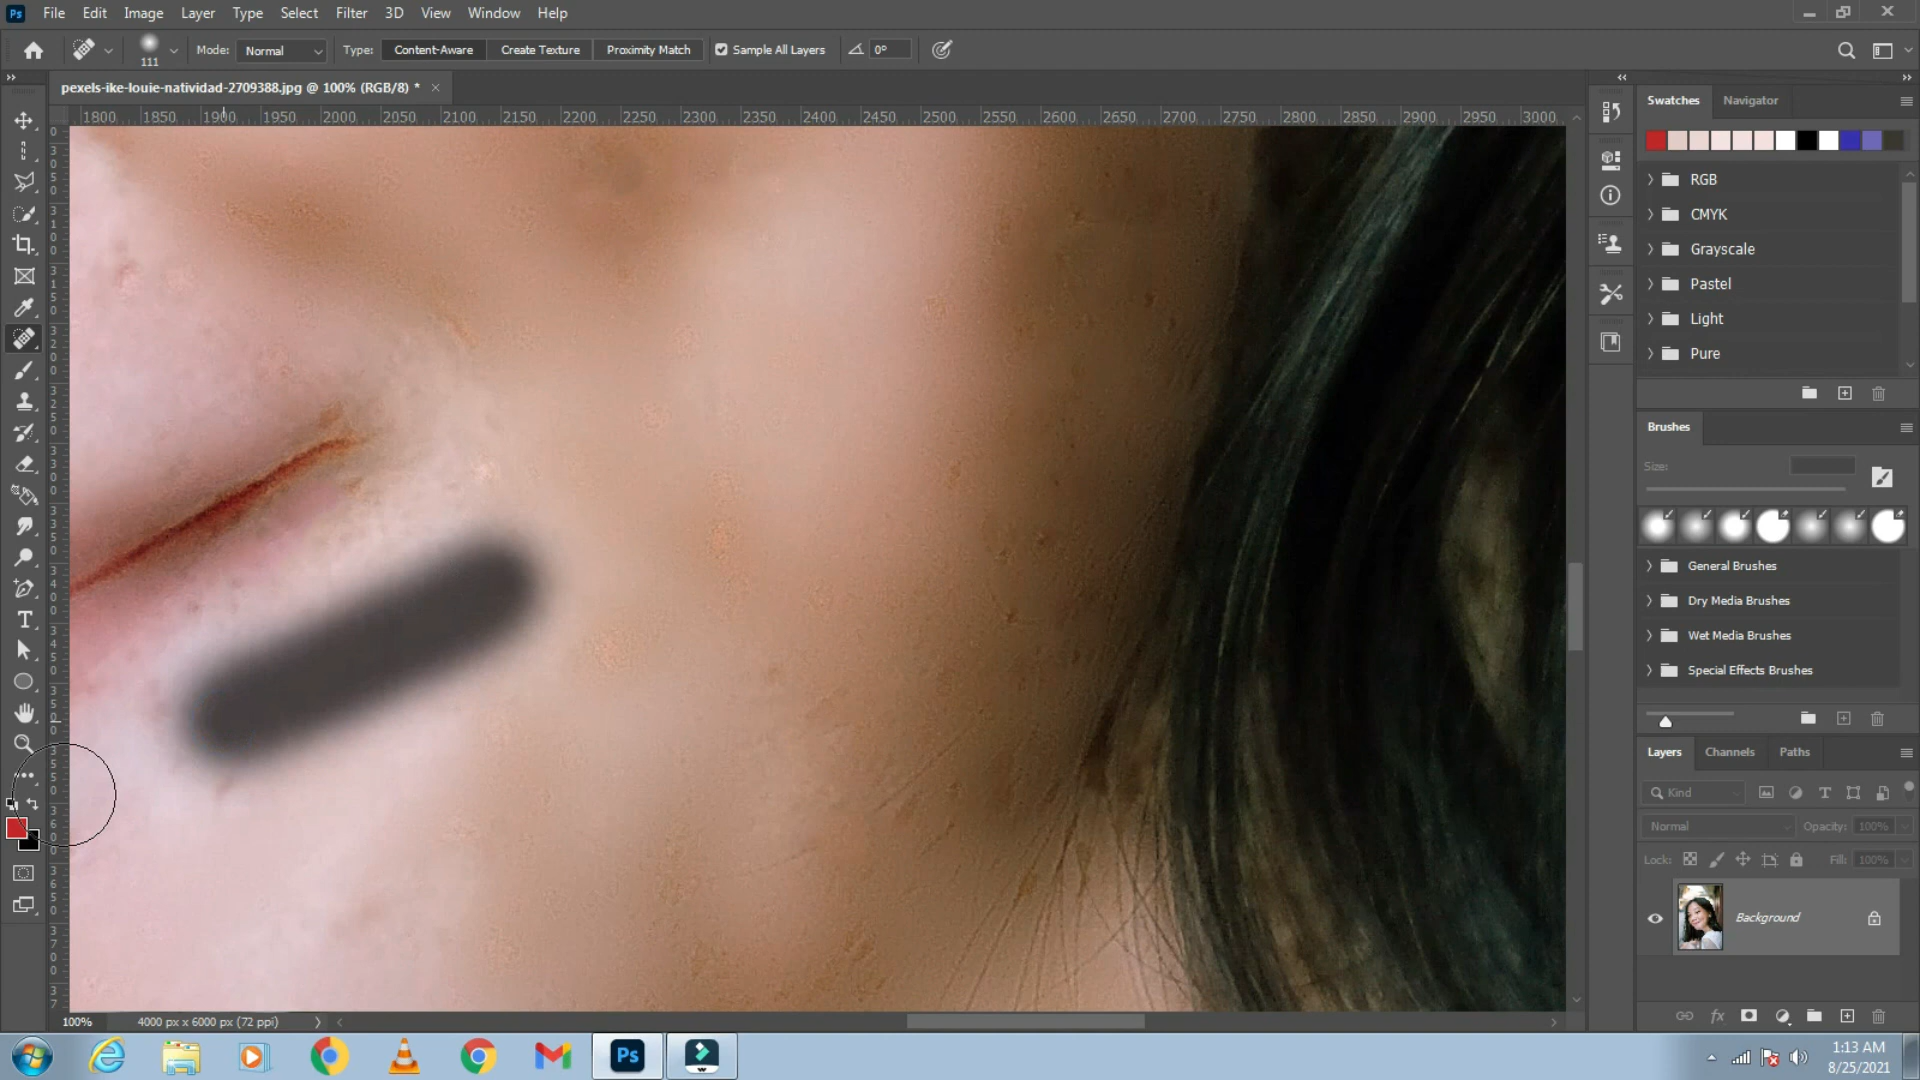 Ps File Edit Image Layer Type Select Filter 3D View Window Help
111 Mode: Normal Type: Content-Aware Create Texture Proximity Match Sample All Layers 0°
pexels-ike-louie-natividad-2709388.jpg @ 100% (RGB/8) * ×
1800 1850 1900 1950 2000 2050 2100 2150 2200 2250 2300 2350 2400 2450 2500 2550 2600 2650 2700 2750 2800 2850 2900 2950 3000
Swatches Navigator
RGB
CMYK
Grayscale
Pastel
Light
Pure
Brushes
Size:
General Brushes
Dry Media Brushes
Wet Media Brushes
Special Effects Brushes
Layers Channels Paths
Kind
Normal Opacity: 100%
Lock: Fill: 100%
Background
fx
100% 4000 px x 6000 px (72 ppi)
Ps
1:13 AM
8/25/2021